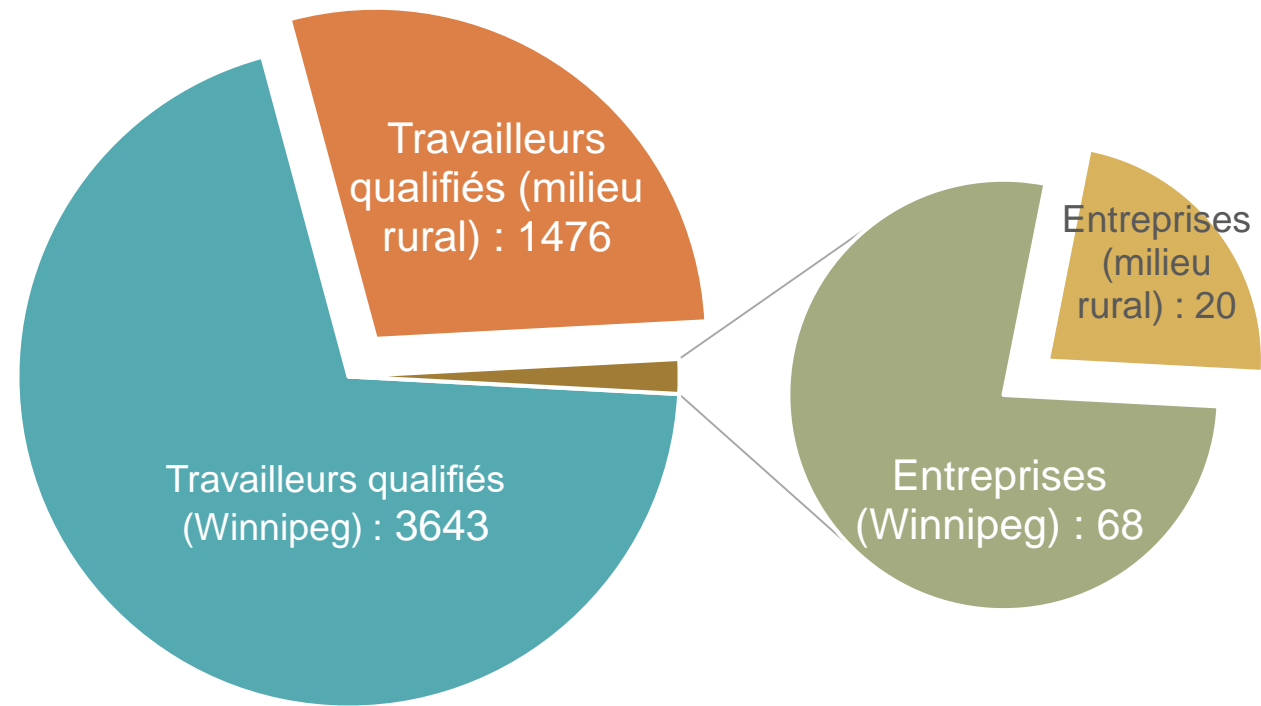 Travailleurs
qualifiés (milieu
rural) : 1476
Travailleurs qualifiés
(Winnipeg) : 3643
Entreprises
(milieu
rural) : 20
Entreprises
(Winnipeg) : 68